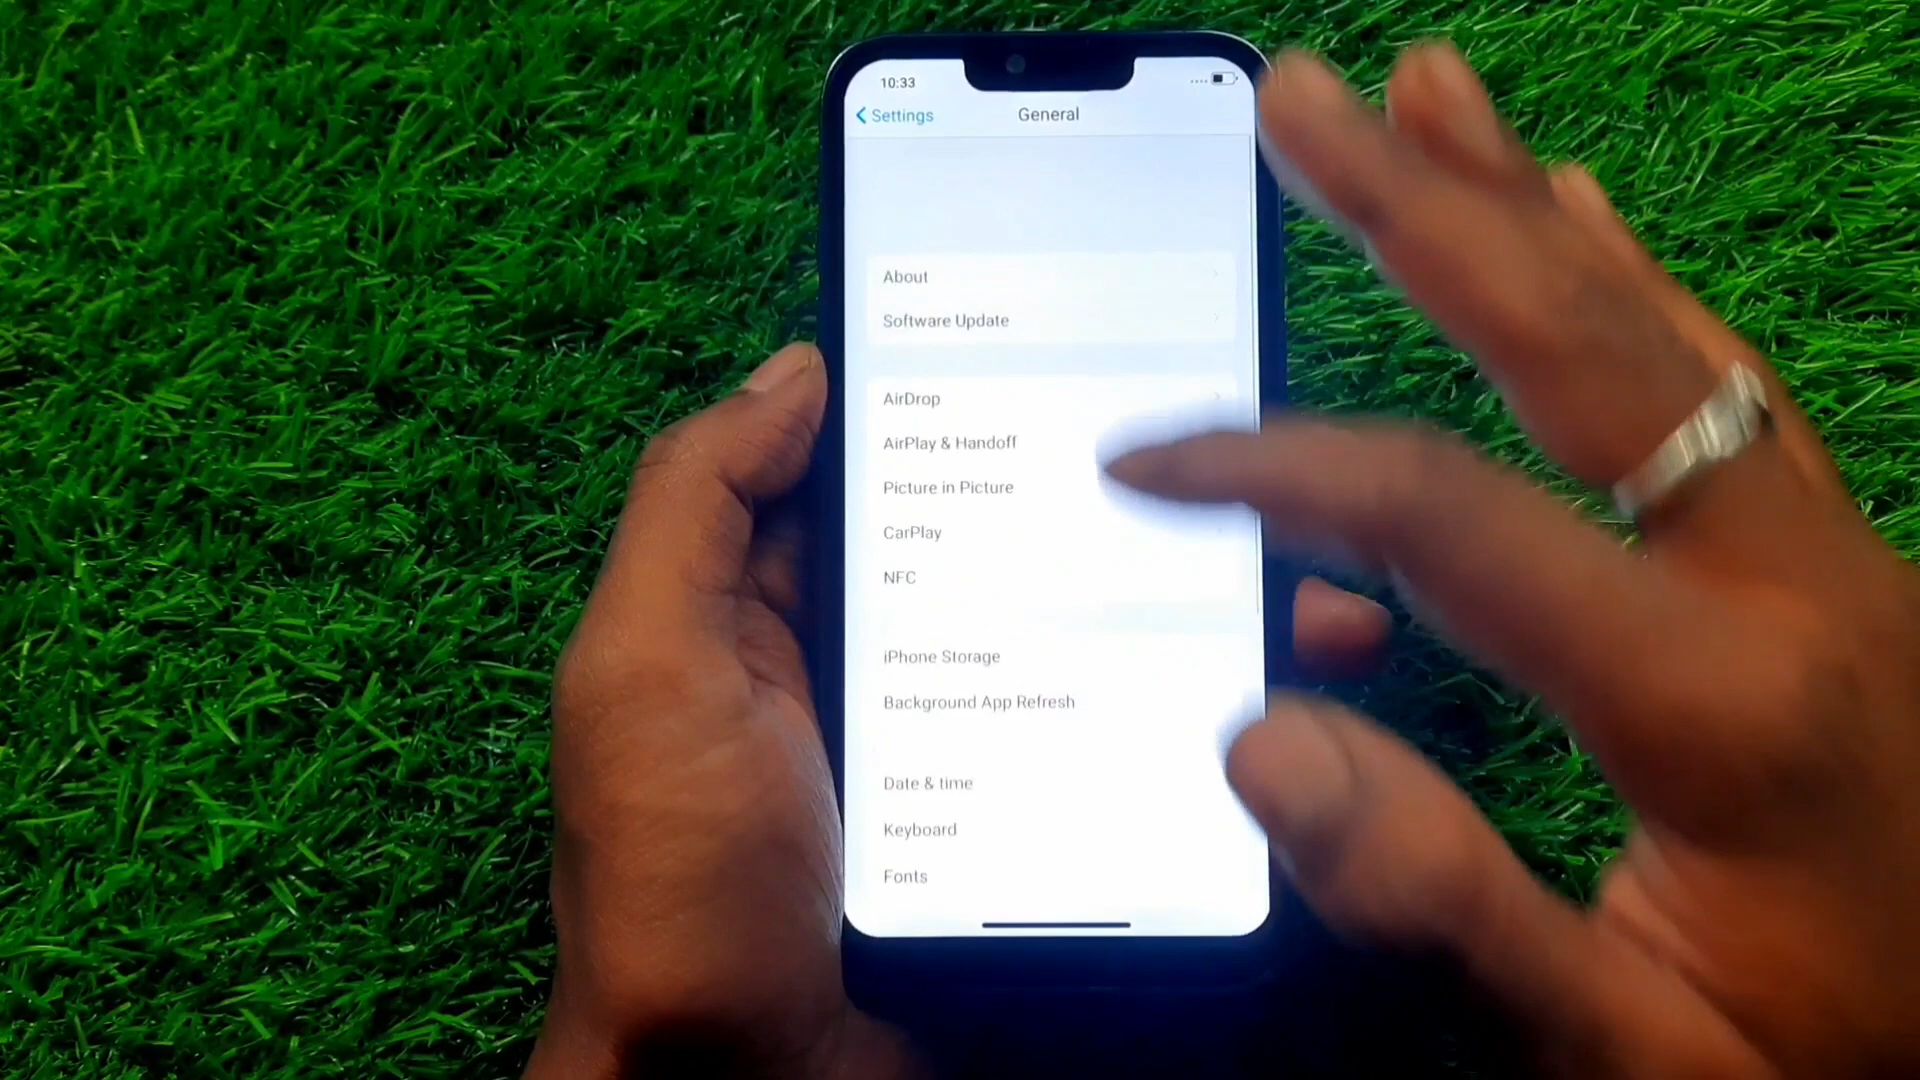 10:33
Settings
General
About
Software Update
AirDrop
AirPlay & Handoff
Picture in Picture
CarPlay
NFC
iPhone Storage
Background App Refresh
Date & time
Keyboard
Fonts